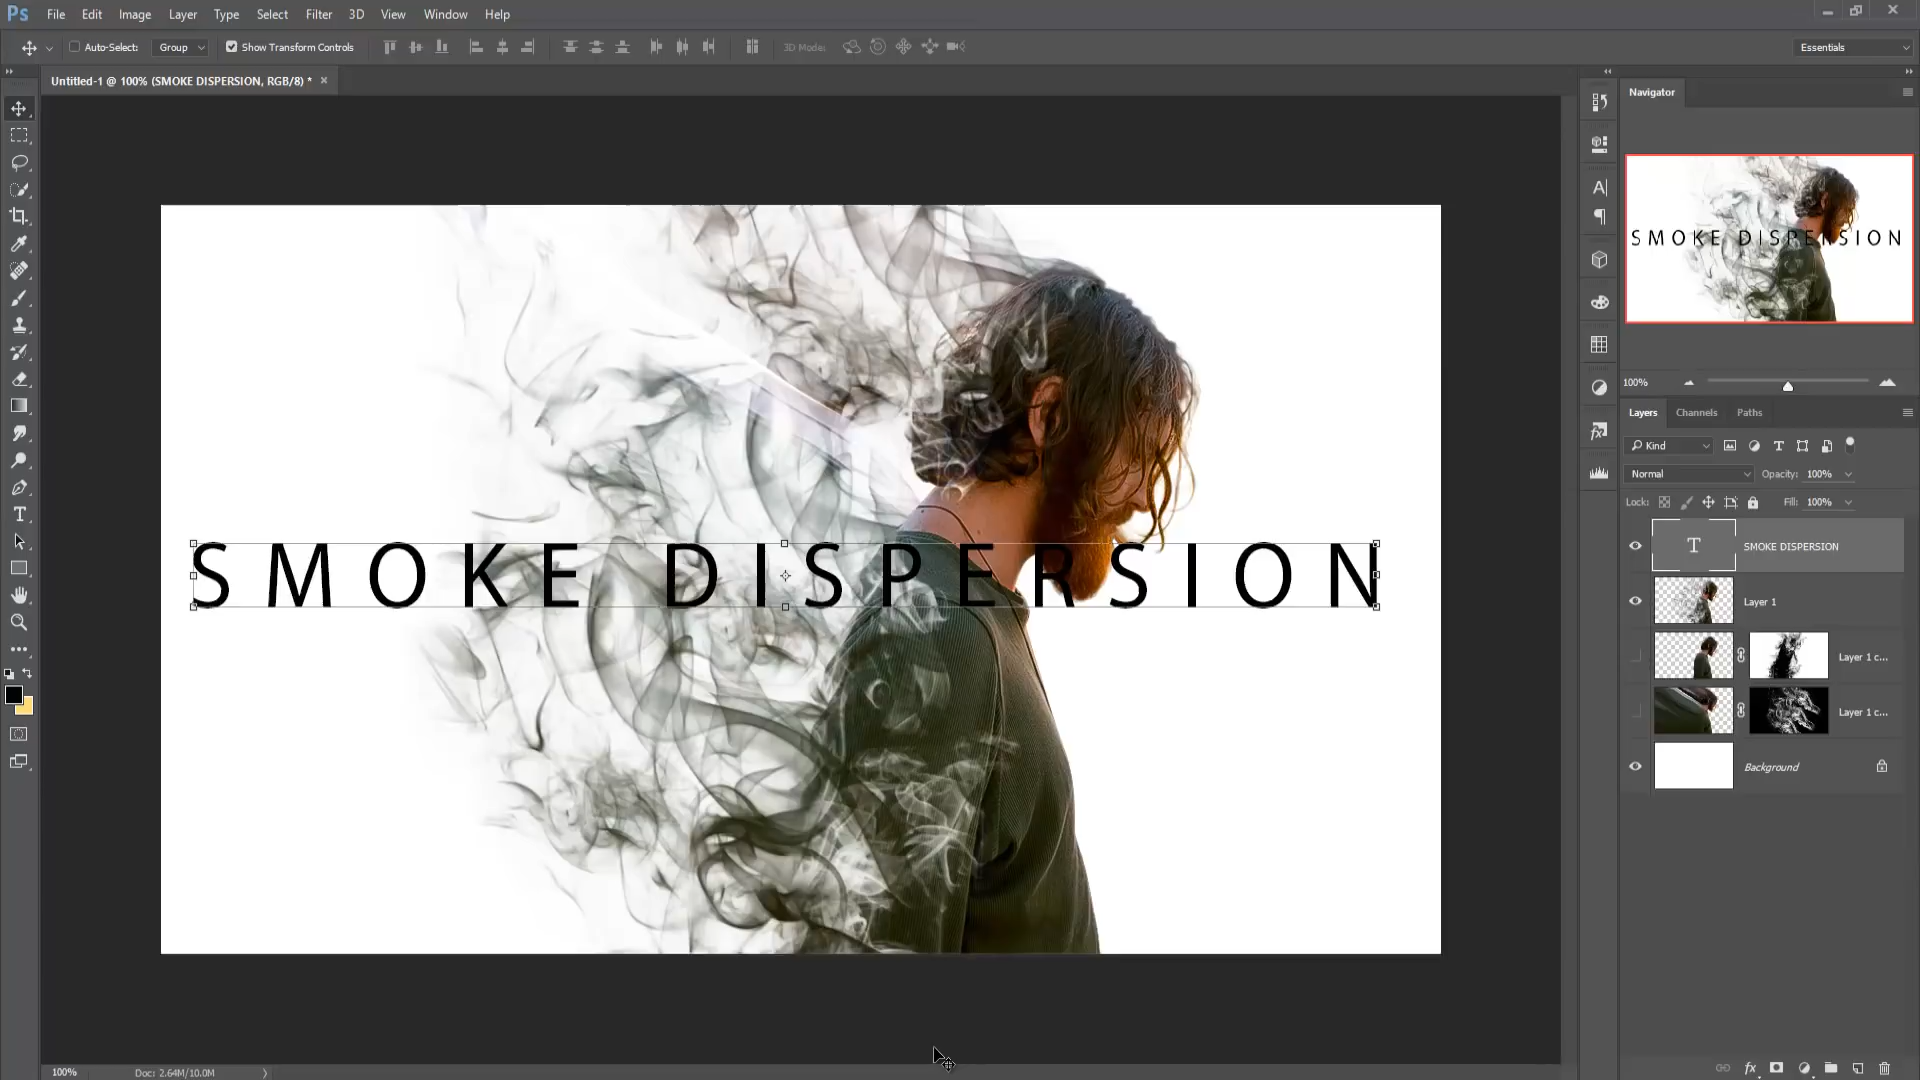 Ps File Edit Image Layer Type Select Filter 3D View Window Help
Auto-Select: Group Show Transform Controls 3D Mode: Essentials
Untitled-1 @ 100% (SMOKE DISPERSION, RGB/8) * ×
Navigator
SMOKE DISPERSION
100%
Layers Channels Paths
Kind
Normal Opacity: 100%
Lock: Fill: 100%
SMOKE DISPERSION
T SMOKE DISPERSION
Layer 1
Layer 1 c...
Layer 1 c...
Background
100% Doc: 2.64M/10.0M
fx